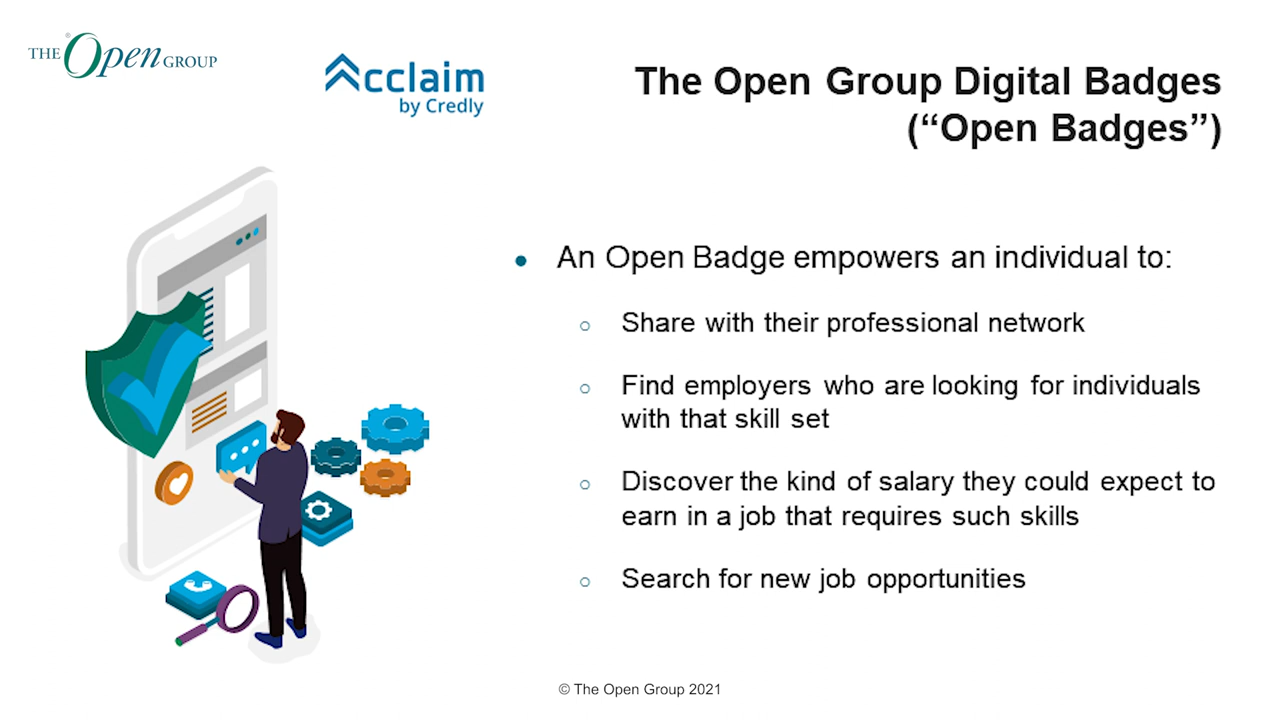 THE Open GROUP
Acclaim
by Credly
The Open Group Digital Badges
(“Open Badges”)
• An Open Badge empowers an individual to:
○ Share with their professional network
○ Find employers who are looking for individuals
with that skill set
○ Discover the kind of salary they could expect to
earn in a job that requires such skills
○ Search for new job opportunities
© The Open Group 2021